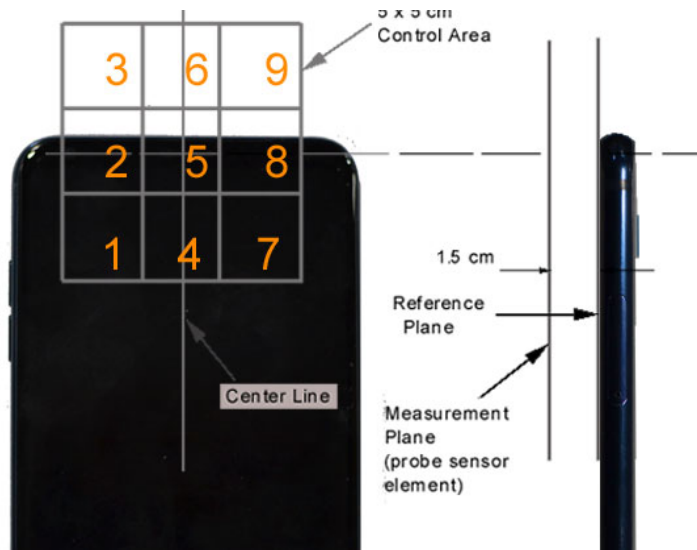 5 x 5 cm
Control Area
3 6 9
2 5 8
1 4 7
1.5 cm
Reference
Plane
Center Line
Measurement
Plane
(probe sensor
element)